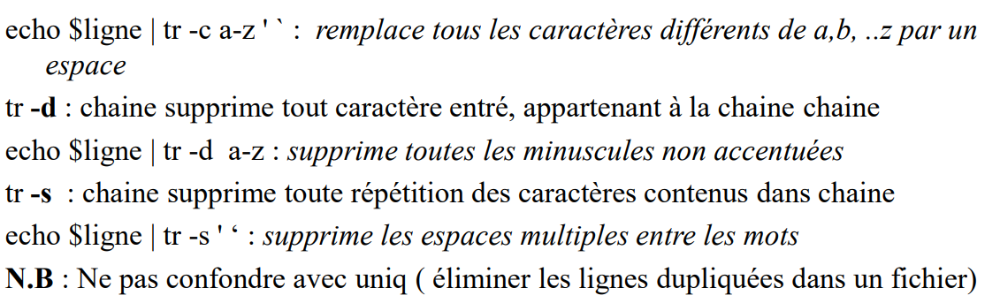 echo $ligne | tr -c a-z ' ` : remplace tous les caractères différents de a,b, ..z par un
espace
tr -d : chaine supprime tout caractère entré, appartenant à la chaine chaine
echo $ligne | tr -d a-z : supprime toutes les minuscules non accentuées
tr -s : chaine supprime toute répétition des caractères contenus dans chaine
echo $ligne | tr -s ' ‘ : supprime les espaces multiples entre les mots
N.B : Ne pas confondre avec uniq ( éliminer les lignes dupliquées dans un fichier)